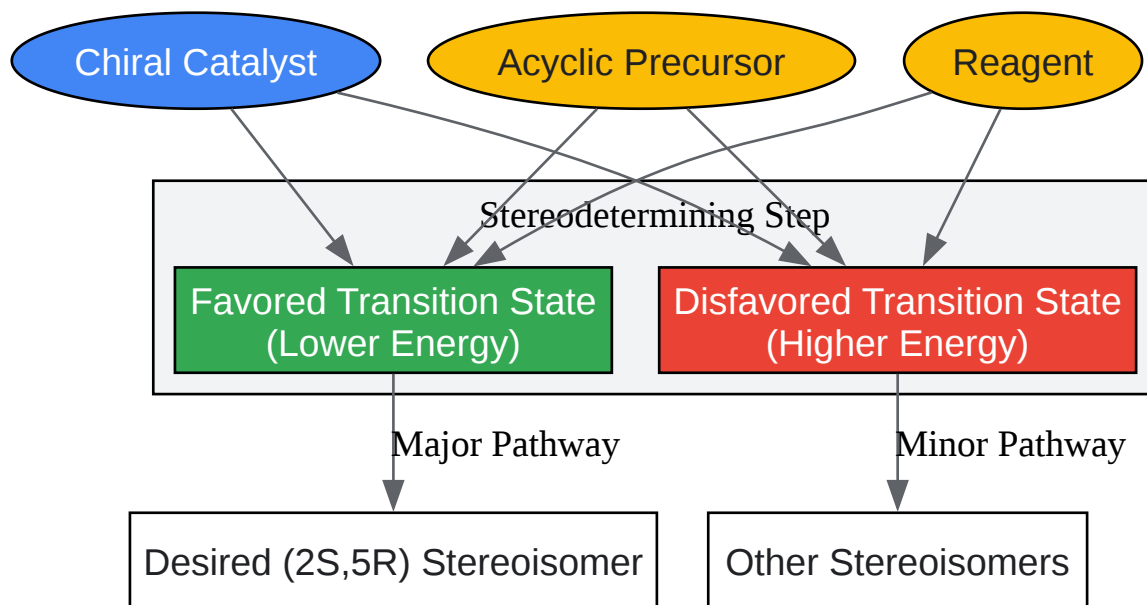 Chiral Catalyst
Acyclic Precursor
Reagent
Stereodetermining Step
Favored Transition State
(Lower Energy)
Disfavored Transition State
(Higher Energy)
Major Pathway
Minor Pathway
Desired (2S,5R) Stereoisomer
Other Stereoisomers